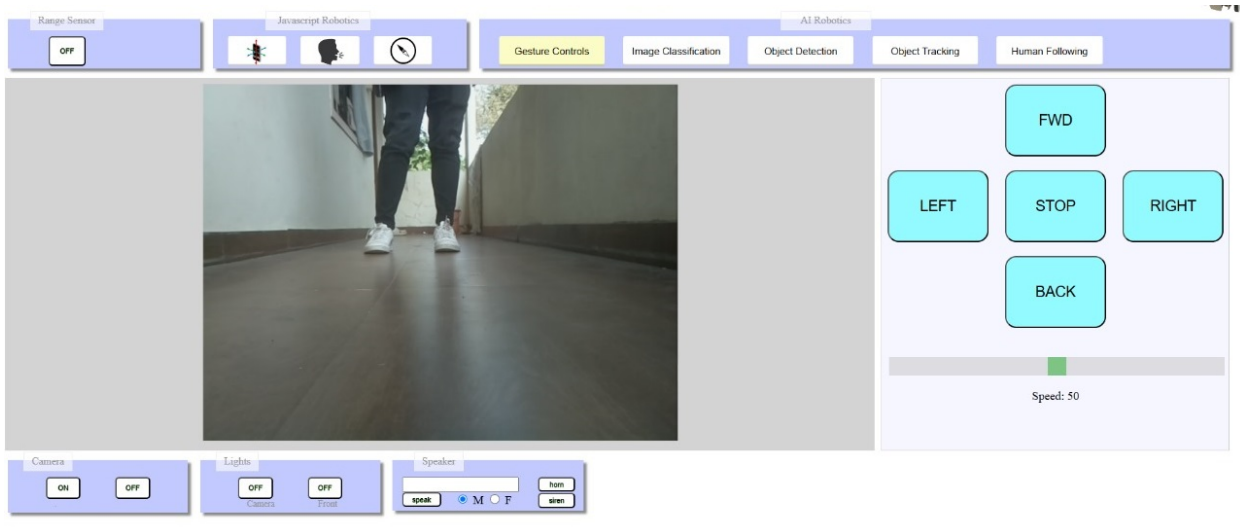 Range Sensor
OFF
Javascript Robotics
AI Robotics
Gesture Controls
Image Classification
Object Detection
Object Tracking
Human Following
FWD
LEFT
STOP
RIGHT
BACK
Speed: 50
Camera
ON
OFF
Lights
OFF
Camera
OFF
Front
Speaker
horn
speak
M
F
siren